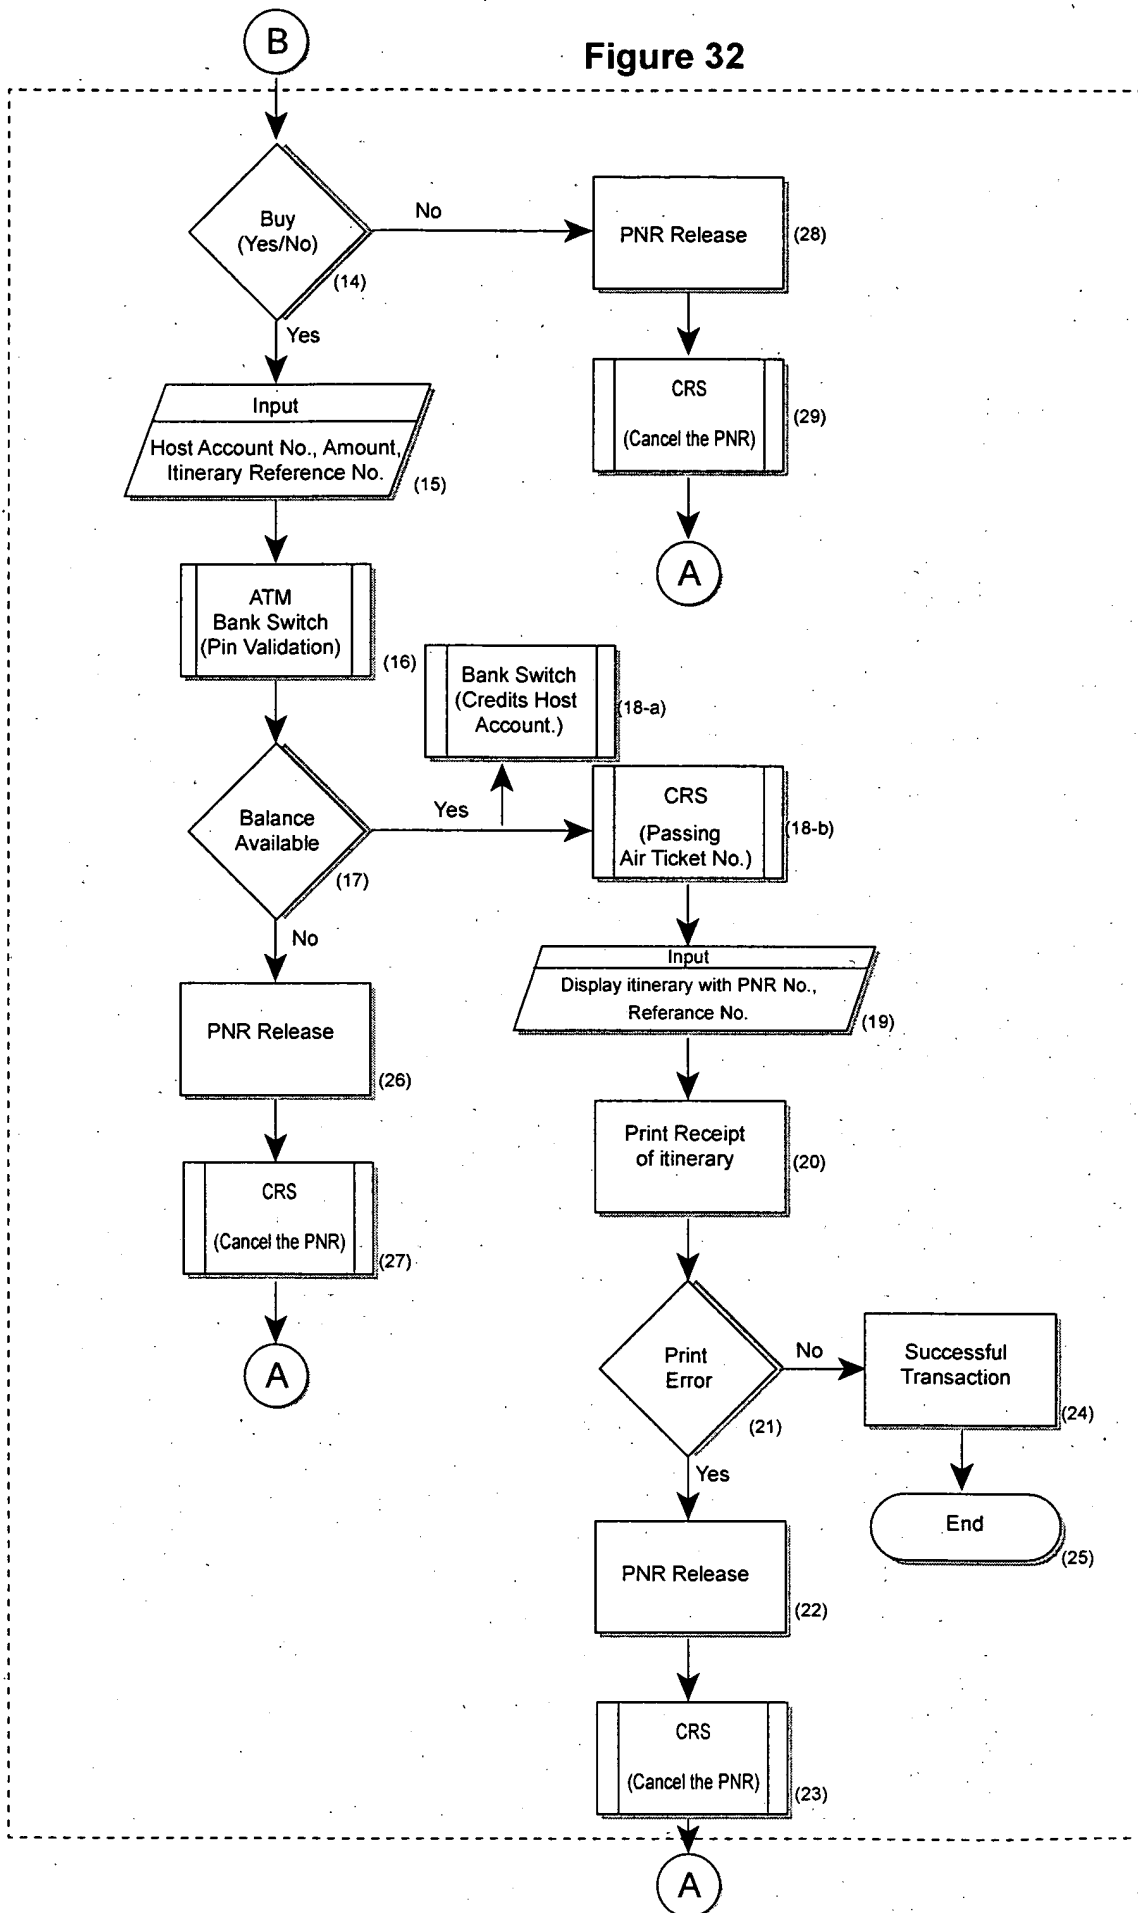 B
Figure 32
Buy
(Yes/No)
(14)
No
PNR Release
(28)
Yes
CRS
(Cancel the PNR)
(29)
A
Input
Host Account No., Amount,
Itinerary Reference No.
(15)
ATM
Bank Switch
(Pin Validation)
(16)
Bank Switch
(Credits Host
Account.)
(18-a)
Balance
Available
(17)
Yes
CRS
(Passing
Air Ticket No.)
(18-b)
No
Input
Display itinerary with PNR No.,
Referance No.
(19)
PNR Release
(26)
Print Receipt
of itinerary
(20)
CRS
(Cancel the PNR)
(27)
A
Print
Error
(21)
No
Successful
Transaction
(24)
Yes
End
(25)
PNR Release
(22)
CRS
(Cancel the PNR)
(23)
A